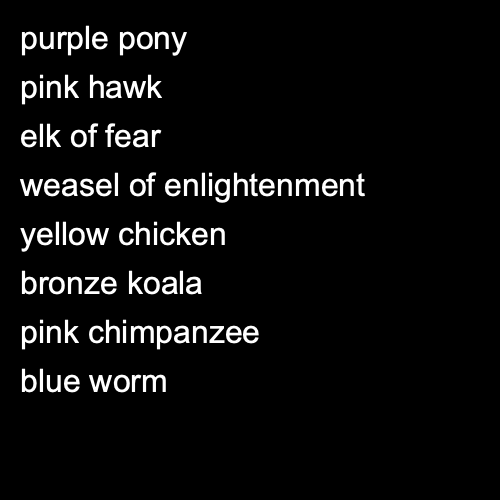 purple pony
pink hawk
elk of fear
weasel of enlightenment
yellow chicken
bronze koala
pink chimpanzee
blue worm